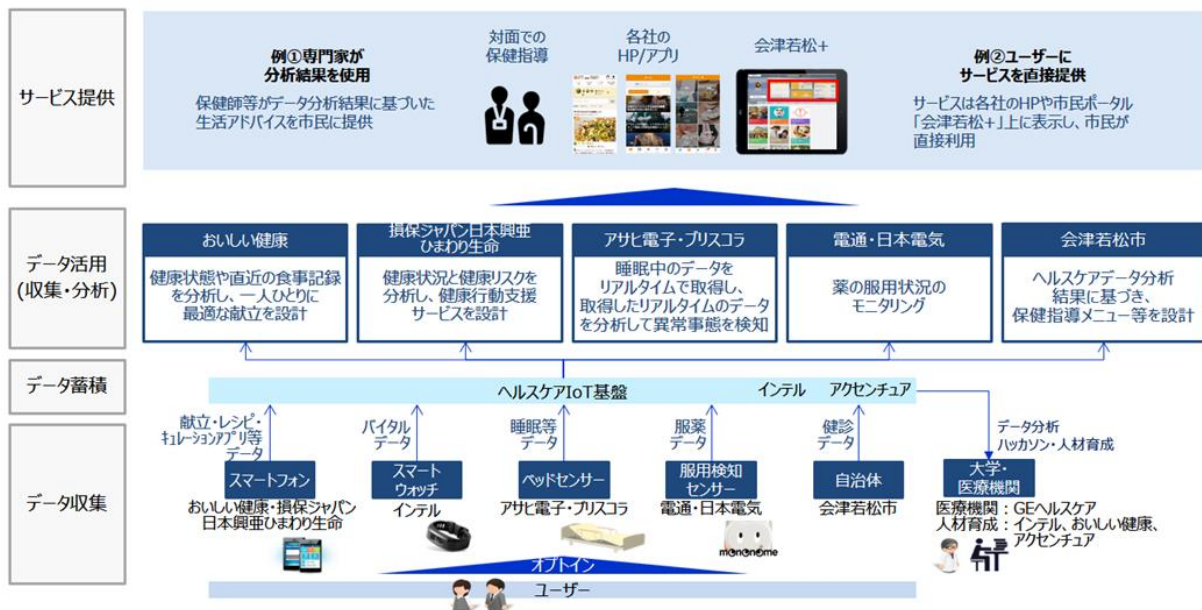 サービス提供
例①専門家が
分析結果を使用
保健師等がデータ分析結果に基づいた
生活アドバイスを市民に提供
対面での
保健指導
各社の
HP/アプリ
会津若松+
例②ユーザーに
サービスを直接提供
サービスは各社のHPや市民ポータル
「会津若松+」上に表示し、市民が
直接利用
データ活用
(収集・分析)
おいしい健康
健康状態や直近の食事記録
を分析し、一人ひとりに
最適な献立を設計
損保ジャパン日本興亜
ひまわり生命
健康状況と健康リスクを
分析し、健康行動支援
サービスを設計
アサヒ電子・ブリスコラ
睡眠中のデータを
リアルタイムで取得し、
取得したリアルタイムのデータ
を分析して異常事態を検知
電通・日本電気
薬の服用状況の
モニタリング
会津若松市
ヘルスケアデータ分析
結果に基づき、
保健指導メニュー等を設計
データ蓄積
ヘルスケアIoT基盤
インテル
アクセンチュア
データ収集
献立・レシピ・
キュレーションアプリ等
データ
バイタル
データ
睡眠等
データ
服薬
データ
健診
データ
データ分析
ハッカソン・人材育成
スマートフォン
おいしい健康・損保ジャパン
日本興亜ひまわり生命
スマート
ウォッチ
インテル
ベッドセンサー
アサヒ電子・ブリスコラ
服用検知
センサー
電通・日本電気
mononome
自治体
会津若松市
大学・
医療機関
医療機関：GEヘルスケア
人材育成：インテル、おいしい健康、
アクセンチュア
オプトイン
ユーザー